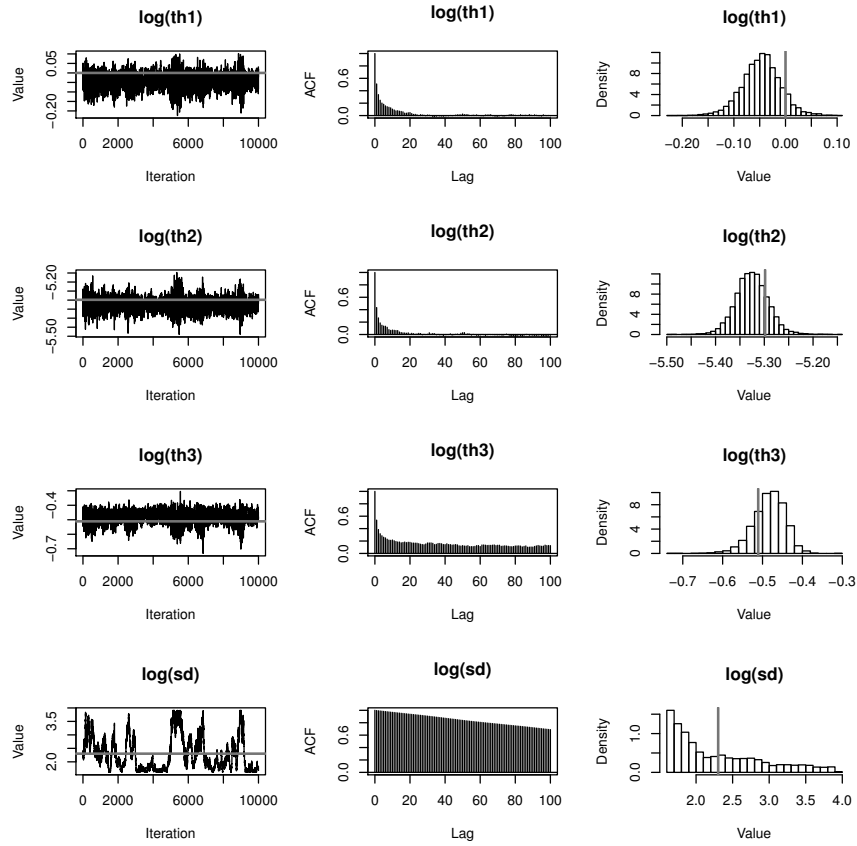 log(th1) log(th1) log(th1)
Value −0.20 0.05
ACF 0.0 0.6
Density 0 4 8
0 2000 6000 10000
0 20 40 60 80 100
−0.20 −0.10 0.00 0.10
Iteration Lag Value
log(th2) log(th2) log(th2)
Value −5.50 −5.20
ACF 0.0 0.6
Density 0 4 8
0 2000 6000 10000
0 20 40 60 80 100
−5.50 −5.40 −5.30 −5.20
Iteration Lag Value
log(th3) log(th3) log(th3)
Value −0.7 −0.4
ACF 0.0 0.6
Density 0 4 8
0 2000 6000 10000
0 20 40 60 80 100
−0.7 −0.6 −0.5 −0.4 −0.3
Iteration Lag Value
log(sd) log(sd) log(sd)
Value 2.0 3.5
ACF 0.0 0.6
Density 0.0 1.0
0 2000 6000 10000
0 20 40 60 80 100
2.0 2.5 3.0 3.5 4.0
Iteration Lag Value